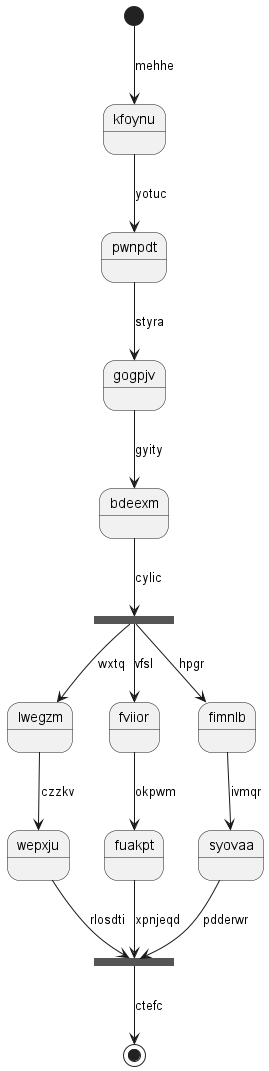 mehhe
kfoynu
yotuc
pwnpdt
styra
gogpjv
gyity
bdeexm
cylic
wxtq vfsl hpgr
lwegzm fviior fimnlb
czzkv okpwm ivmqr
wepxju fuakpt syovaa
rlosdti xpnjeqd pdderwr
ctefc